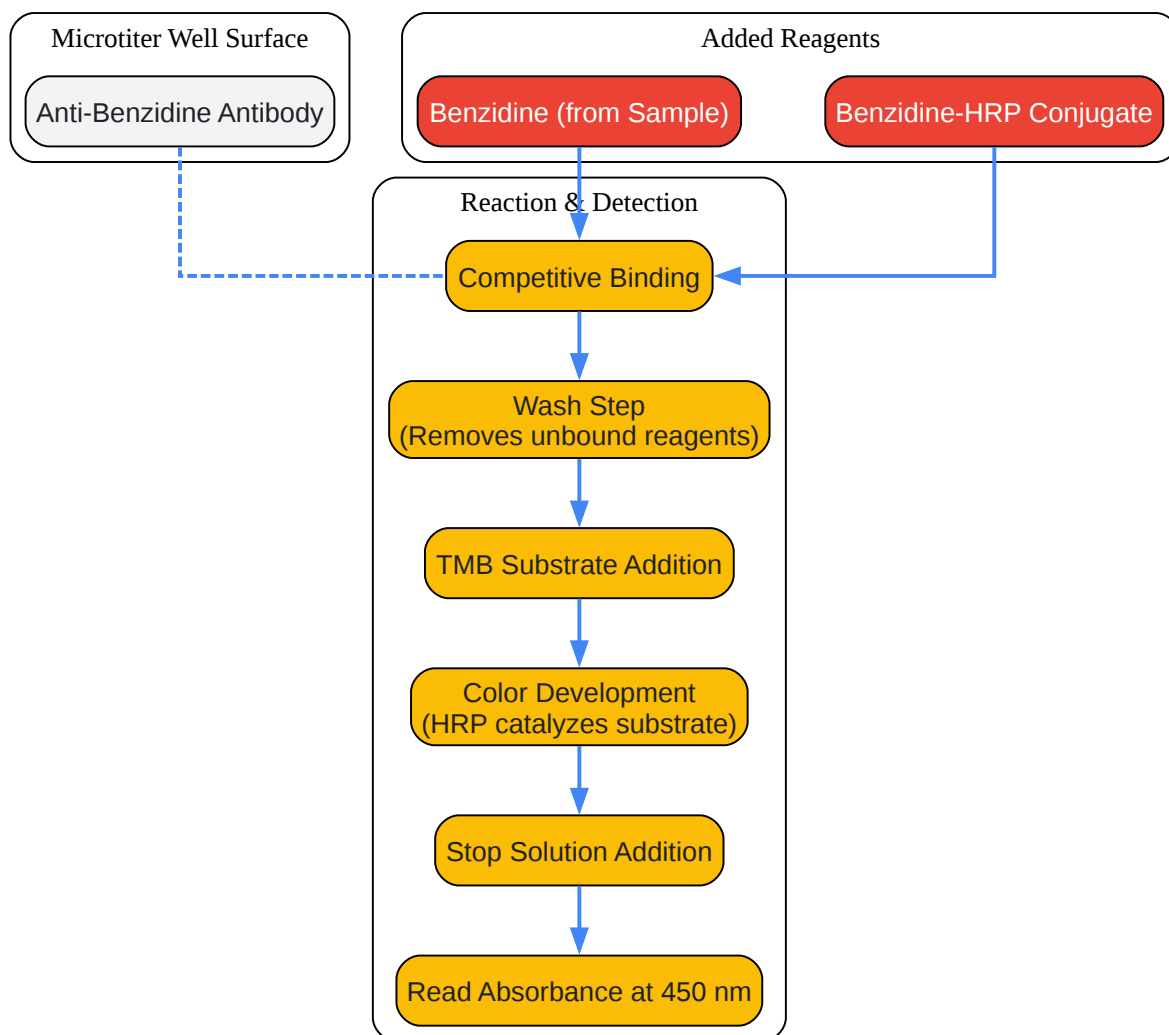 Microtiter Well Surface
Added Reagents
Anti-Benzidine Antibody
Benzidine (from Sample)
Benzidine-HRP Conjugate
Reaction & Detection
Competitive Binding
Wash Step
(Removes unbound reagents)
TMB Substrate Addition
Color Development
(HRP catalyzes substrate)
Stop Solution Addition
Read Absorbance at 450 nm